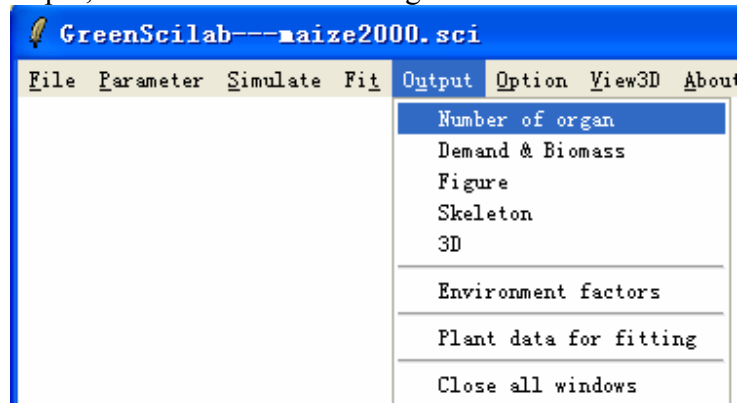 GreenScilab---maize2000.sci
File Parameter Simulate Fit Output Option View3D About
Number of organ
Demand & Biomass
Figure
Skeleton
3D
Environment factors
Plant data for fitting
Close all windows